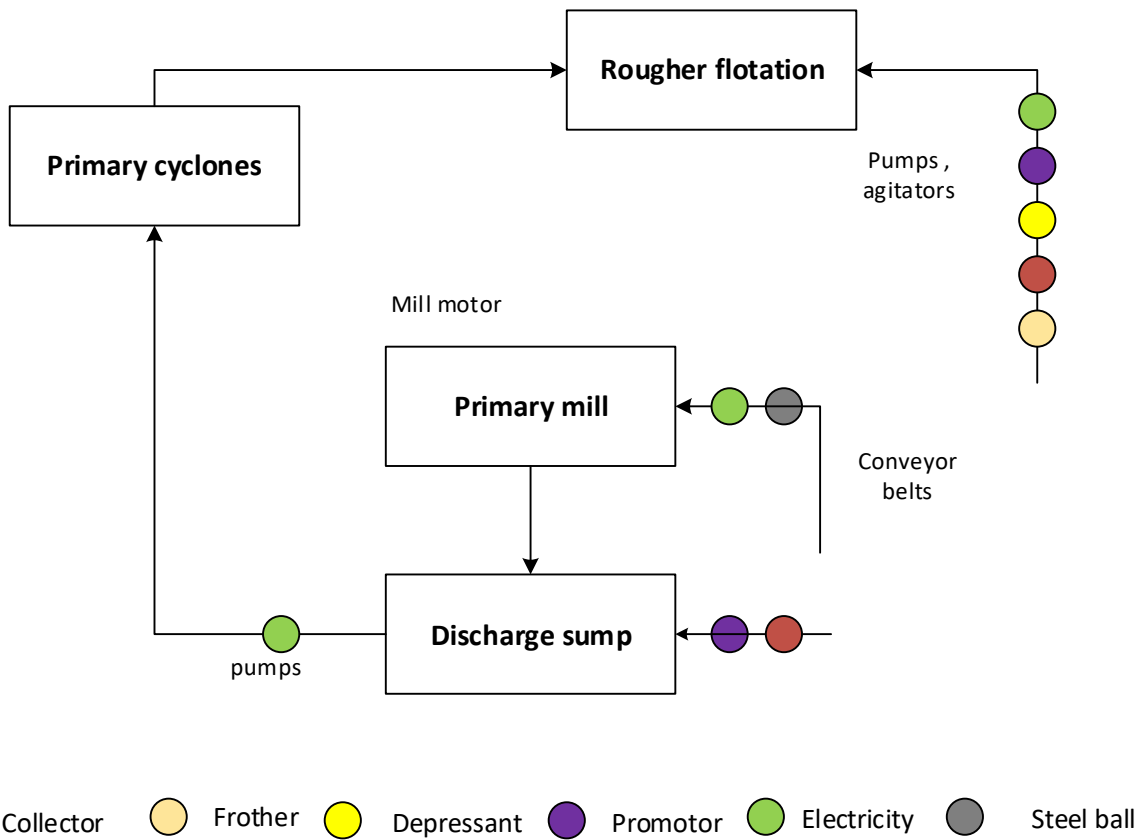 Rougher flotation
Primary cyclones
Pumps ,
agitators
Mill motor
Primary mill
Conveyor
belts
Discharge sump
pumps
Collector Frother Depressant Promotor Electricity Steel ball